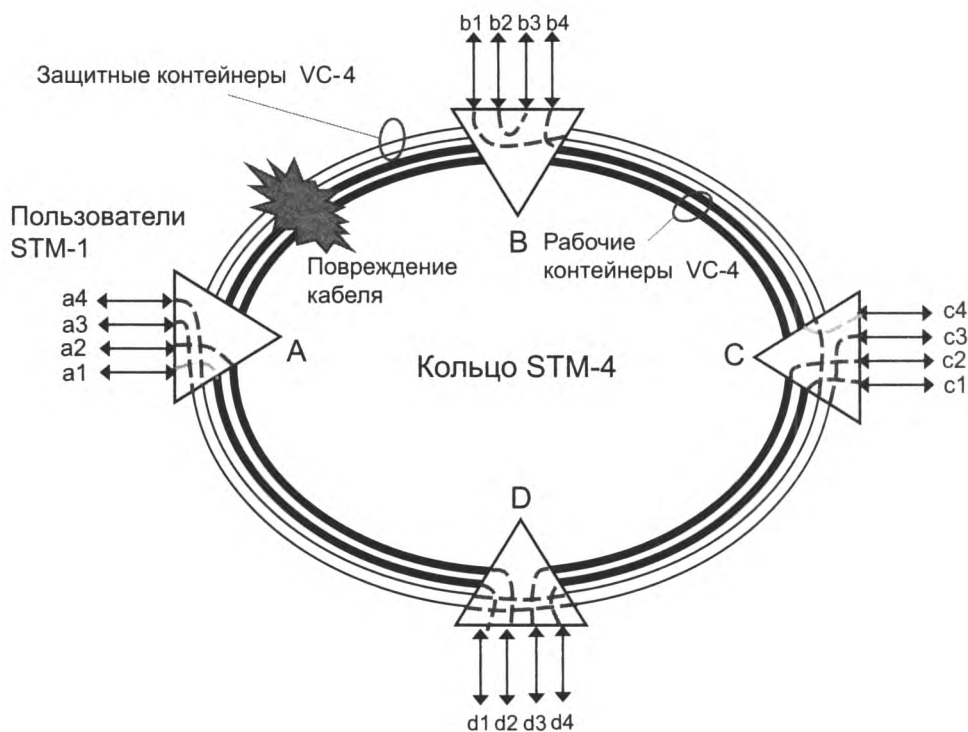 b1 b2 b3 b4
Защитные контейнеры VC-4
Пользователи
STM-1
B
Рабочие
контейнеры VC-4
Повреждение
кабеля
a4
a3
a2
a1
A
Кольцо STM-4
C
c4
c3
c2
c1
D
d1 d2 d3 d4